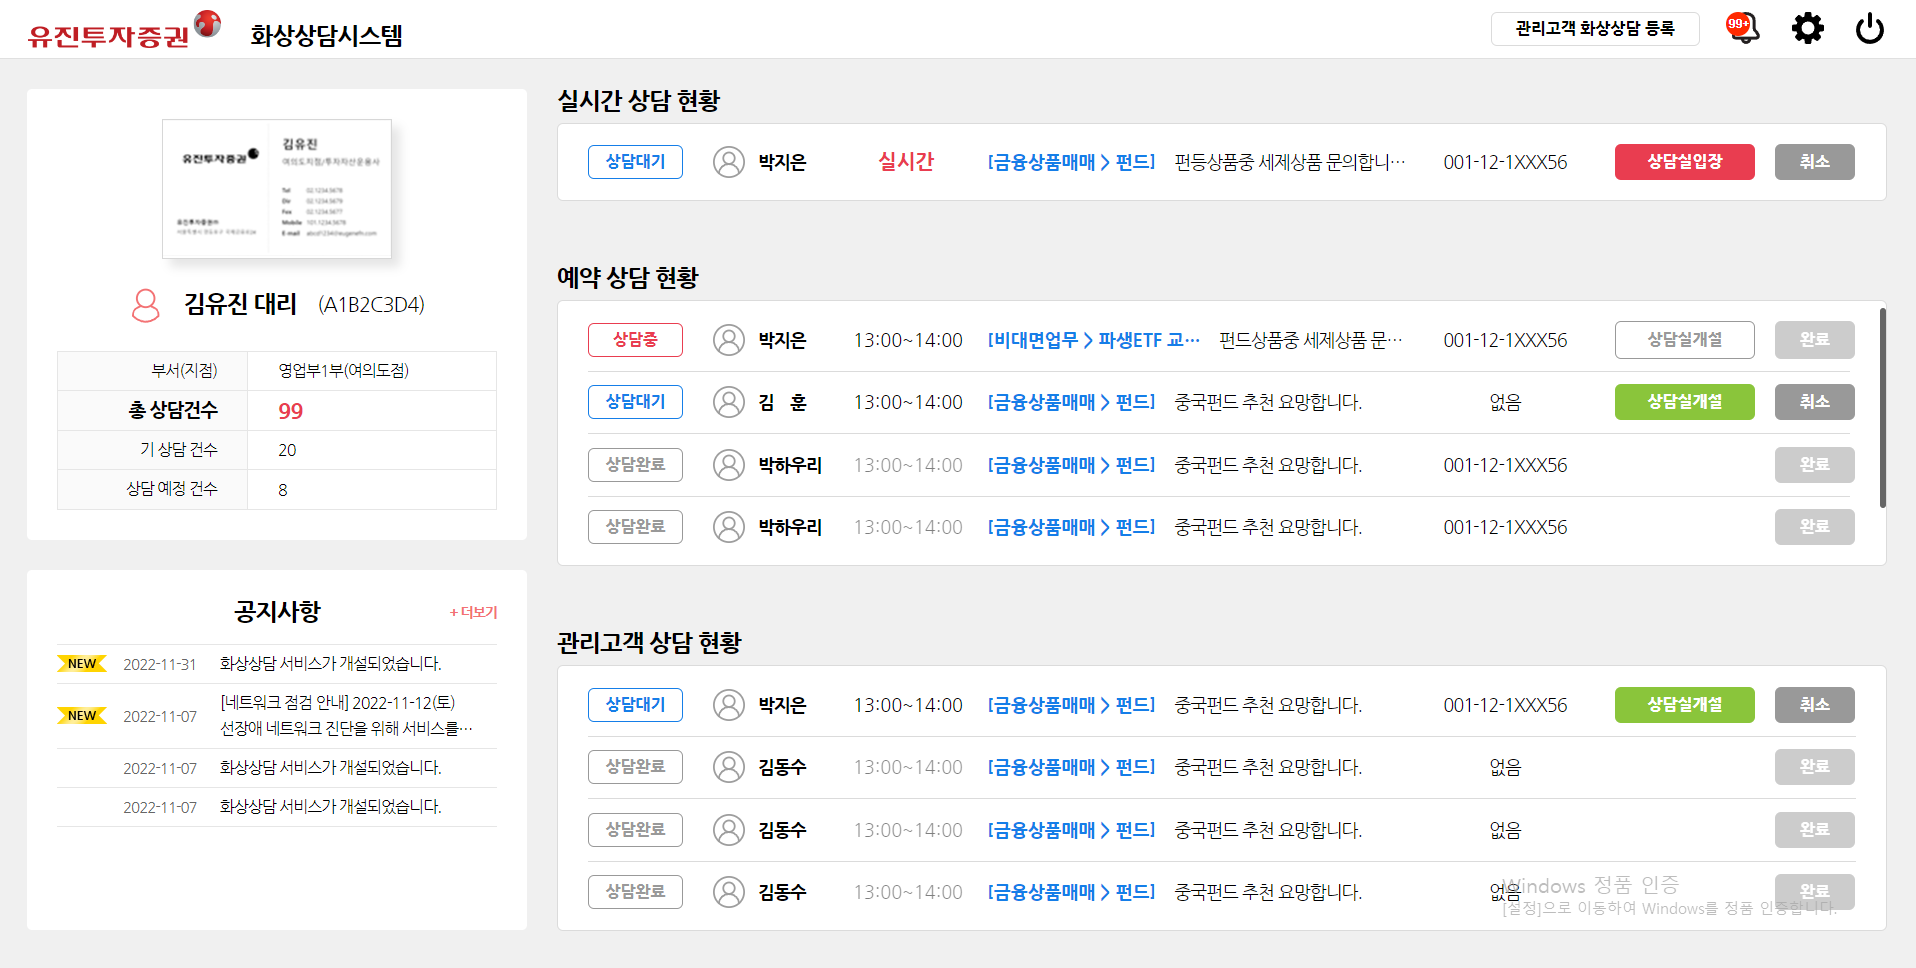 유진투자증권 화상상담시스템
관리고객 화상상담 등록
99+
유진투자증권
김유진
여의도지점/투자자산운용사
Tel 02.1234.5678
Dir 02.1234.5678
Fax 02.1234.5677
Mobile 101.1234.5678
E-mail abcd1234@eugenefn.com
유진투자증권㈜
김유진 대리 (A1B2C3D4)
부서(지점) 영업부1부(여의도점)
총 상담건수 99
기 상담 건수 20
상담 예정 건수 8
공지사항 + 더보기
NEW 2022-11-31 화상상담 서비스가 개설되었습니다.
NEW 2022-11-07 [네트워크 점검 안내] 2022-11-12(토)
선장애 네트워크 진단을 위해 서비스를…
2022-11-07 화상상담 서비스가 개설되었습니다.
2022-11-07 화상상담 서비스가 개설되었습니다.
실시간 상담 현황
상담대기 박지은 실시간 [금융상품매매 > 펀드] 펀등상품중 세제상품 문의합니… 001-12-1XXX56 상담실입장 취소
예약 상담 현황
상담중 박지은 13:00~14:00 [비대면업무 > 파생ETF 교… 펀드상품중 세제상품 문… 001-12-1XXX56 상담실개설 완료
상담대기 김 훈 13:00~14:00 [금융상품매매 > 펀드] 중국펀드 추천 요망합니다. 없음 상담실개설 취소
상담완료 박하우리 13:00~14:00 [금융상품매매 > 펀드] 중국펀드 추천 요망합니다. 001-12-1XXX56 완료
상담완료 박하우리 13:00~14:00 [금융상품매매 > 펀드] 중국펀드 추천 요망합니다. 001-12-1XXX56 완료
관리고객 상담 현황
상담대기 박지은 13:00~14:00 [금융상품매매 > 펀드] 중국펀드 추천 요망합니다. 001-12-1XXX56 상담실개설 취소
상담완료 김동수 13:00~14:00 [금융상품매매 > 펀드] 중국펀드 추천 요망합니다. 없음 완료
상담완료 김동수 13:00~14:00 [금융상품매매 > 펀드] 중국펀드 추천 요망합니다. 없음 완료
상담완료 김동수 13:00~14:00 [금융상품매매 > 펀드] 중국펀드 추천 요망합니다. 없음 완료
Windows 정품 인증
[설정]으로 이동하여 Windows를 정품 인증합니다.